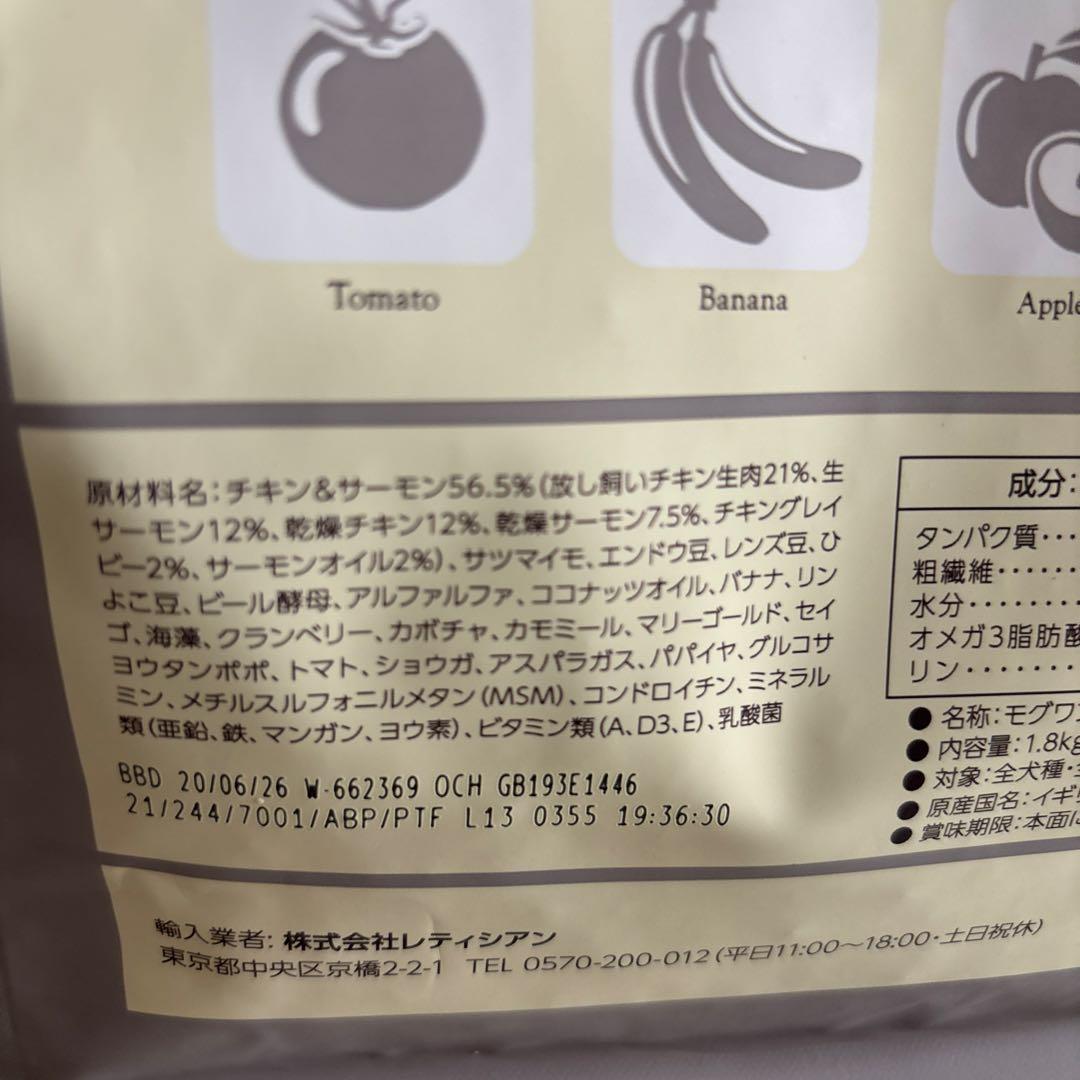 Tomato
Banana
Apple
原材料名:チキン&サーモン56.5%(放し飼いチキン生肉21%、生
サーモン12%、乾燥チキン12%、乾燥サーモン7.5%、チキングレイ
ビー2%、サーモンオイル2%)、サツマイモ、エンドウ豆、レンズ豆、ひ
よこ豆、ビール酵母、アルファルファ、ココナッツオイル、バナナ、リン
ゴ、海藻、クランベリー、カボチャ、カモミール、マリーゴールド、セイ
ヨウタンポポ、トマト、ショウガ、アスパラガス、パパイヤ、グルコサ
ミン、メチルスルフォニルメタン(MSM)、コンドロイチン、ミネラル
類(亜鉛、鉄、マンガン、ヨウ素)、ビタミン類(A、D3、E)、乳酸菌
BBD 20/06/26 W-662369 OCH GB193E1446
21/244/7001/ABP/PTF L13 0355 19:36:30
成分:
タンパク質‥‥
粗繊維‥‥‥‥
水分‥‥‥‥
オメガ3脂肪酸
リン‥‥‥‥
●名称:モグワン
●内容量:1.8kg
●対象:全犬種・
●原産国名:イギリ
●賞味期限:本面に
輸入業者:株式会社レティシアン
東京都中央区京橋2-2-1 TEL 0570-200-012(平日11:00〜18:00・土日祝休)